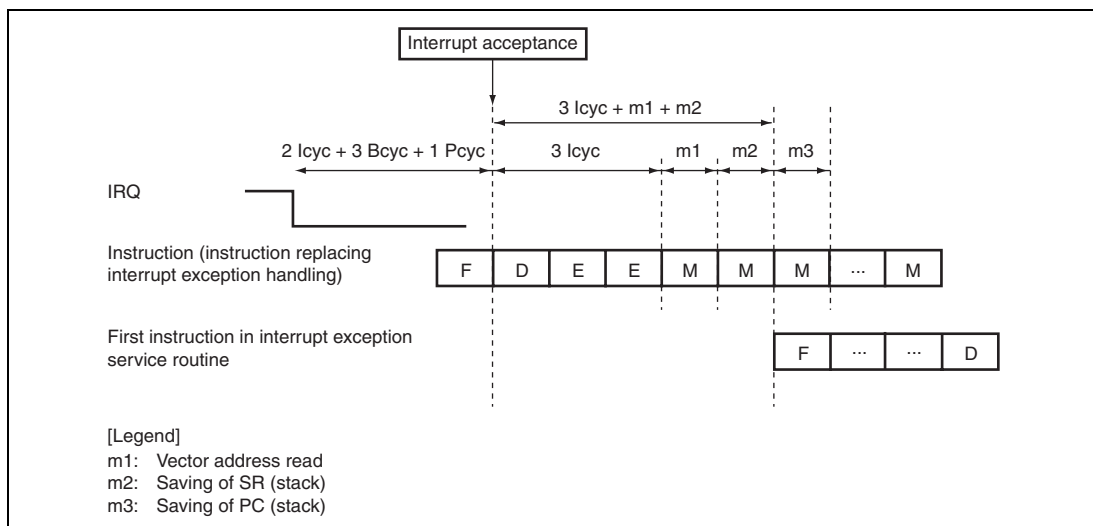 Interrupt acceptance
3 Icyc + m1 + m2
2 Icyc + 3 Bcyc + 1 Pcyc 3 Icyc m1 m2 m3
IRQ
Instruction (instruction replacing
interrupt exception handling)
F D E E M M M ... M
First instruction in interrupt exception
service routine
F ... ... D
[Legend]
m1: Vector address read
m2: Saving of SR (stack)
m3: Saving of PC (stack)